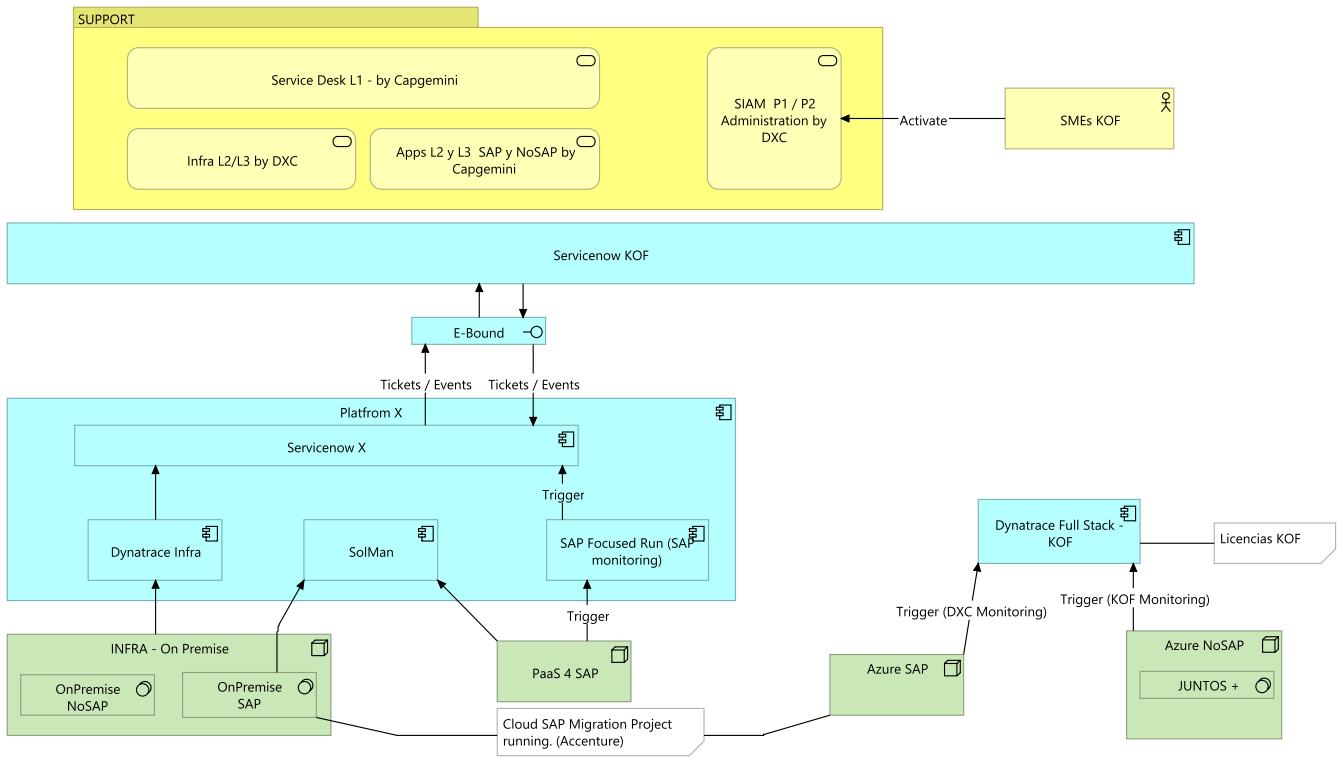 SUPPORT
Service Desk L1 - by Capgemini
Infra L2/L3 by DXC
Apps L2 y L3  SAP y NoSAP by
Capgemini
SIAM  P1 / P2
Administration by
DXC
Activate
SMEs KOF
Servicenow KOF
E-Bound
Tickets / Events
Tickets / Events
Platfrom X
Servicenow X
Trigger
Dynatrace Infra
SolMan
SAP Focused Run (SAP
monitoring)
Dynatrace Full Stack -
KOF
Licencias KOF
Trigger
Trigger (DXC Monitoring)
Trigger (KOF Monitoring)
INFRA - On Premise
OnPremise
NoSAP
OnPremise
SAP
PaaS 4 SAP
Azure SAP
Azure NoSAP
JUNTOS +
Cloud SAP Migration Project
running. (Accenture)